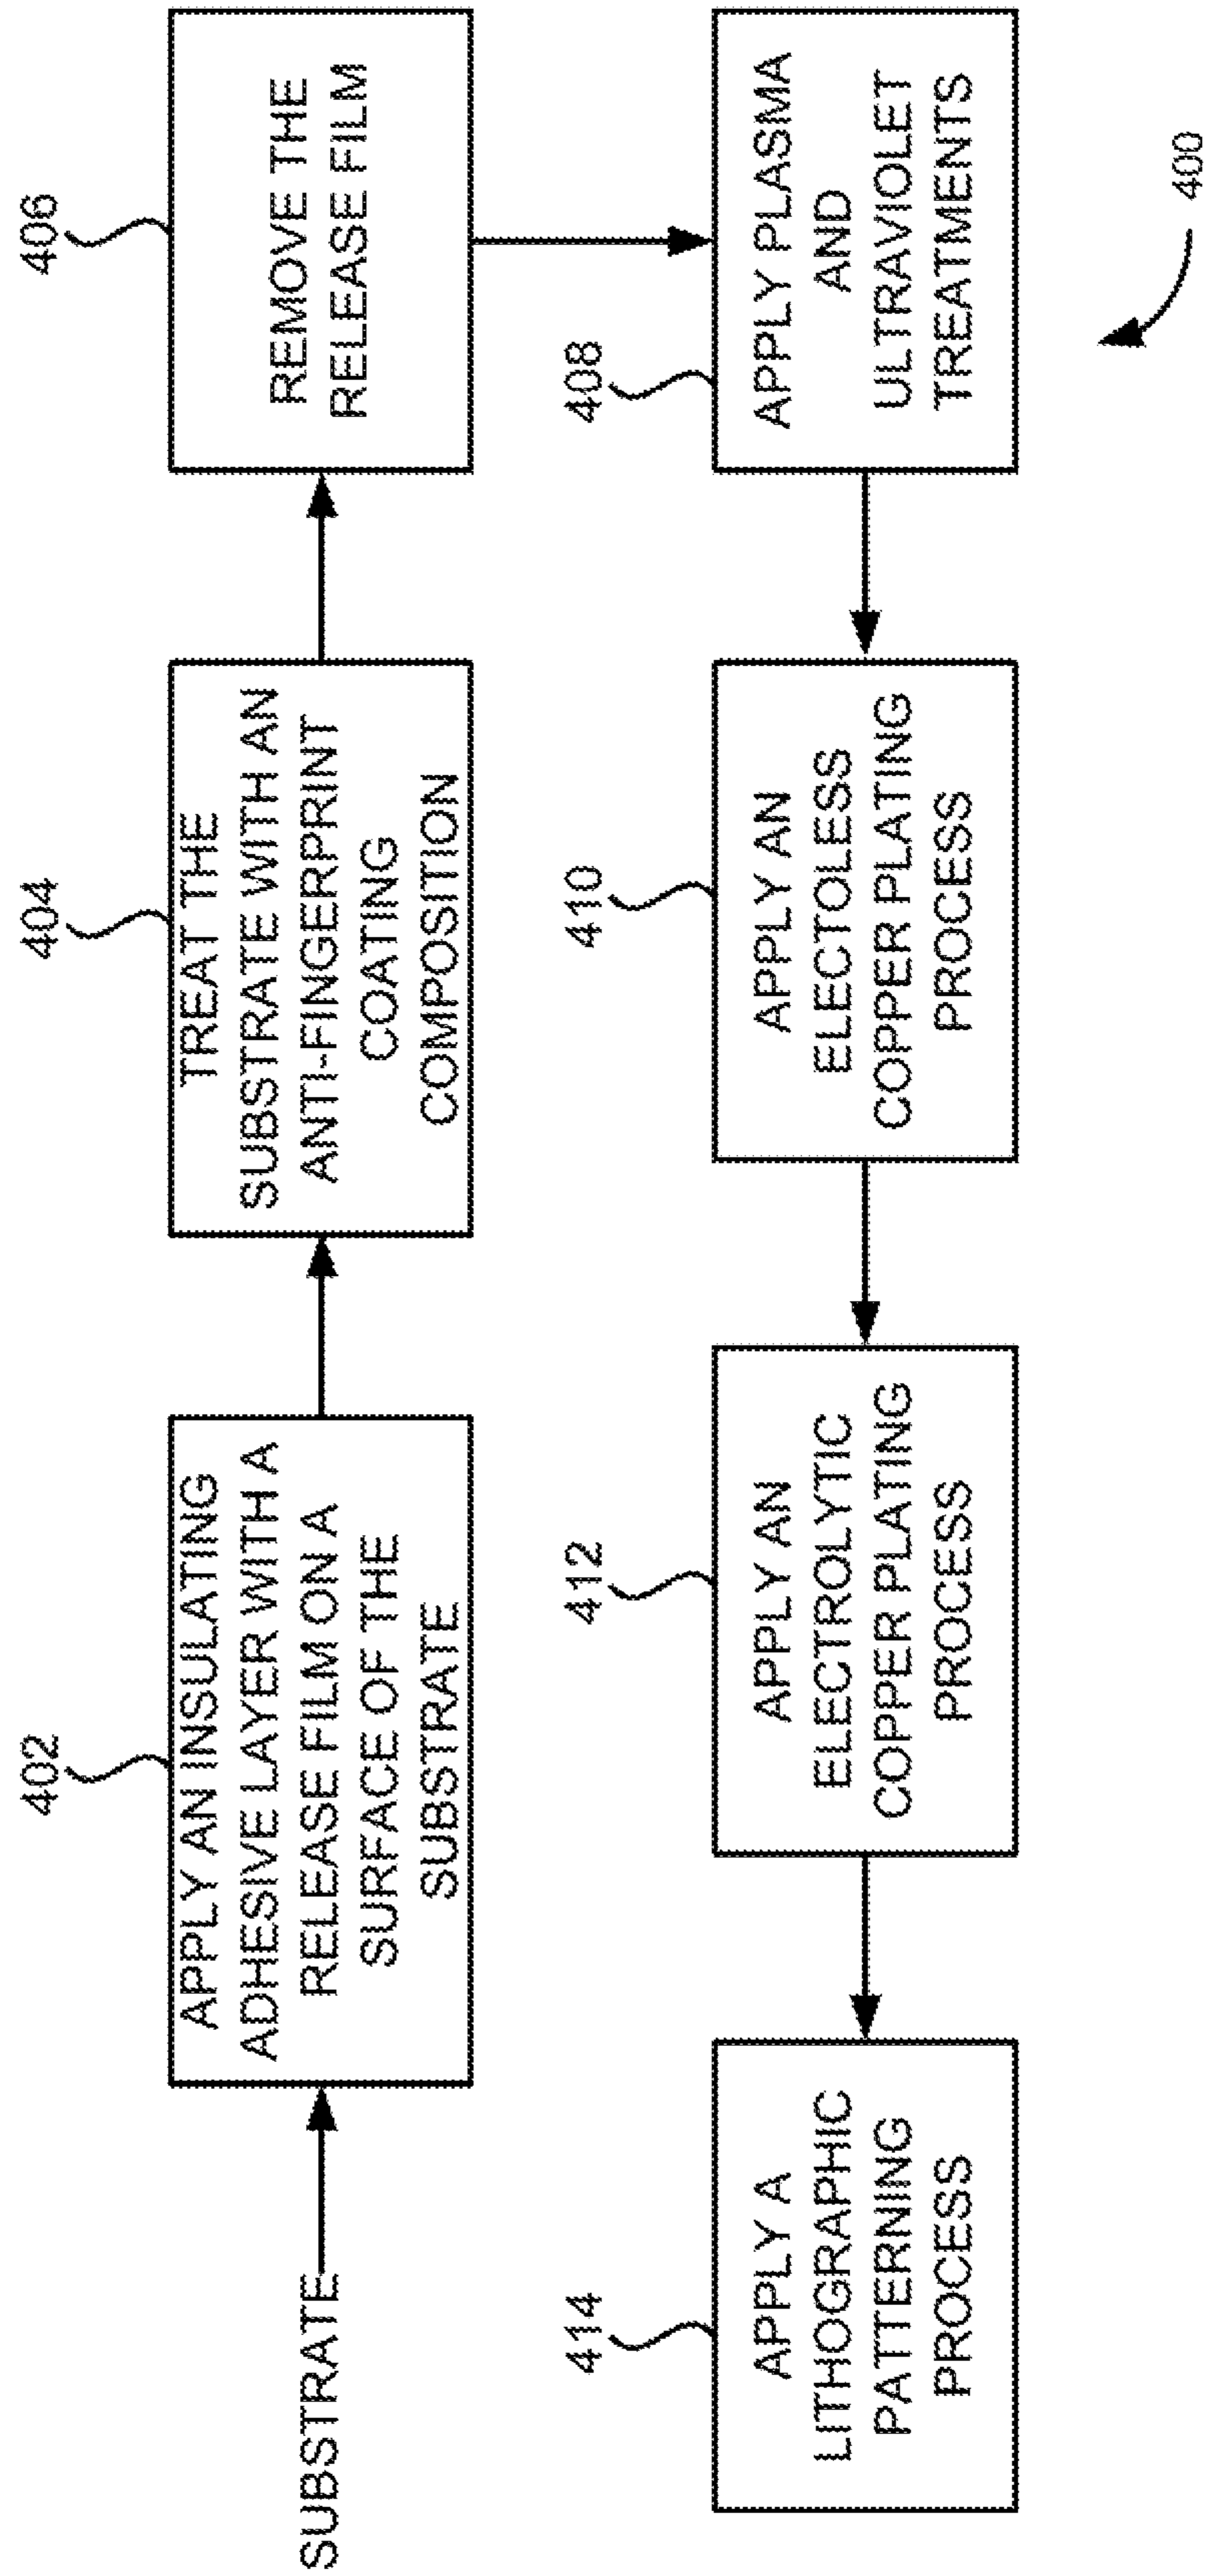 SUBSTRATE
402
APPLY AN INSULATING
ADHESIVE LAYER WITH A
RELEASE FILM ON A
SURFACE OF THE
SUBSTRATE
404
TREAT THE
SUBSTRATE WITH AN
ANTI-FINGERPRINT
COATING
COMPOSITION
406
REMOVE THE
RELEASE FILM
408
APPLY PLASMA
AND
ULTRAVIOLET
TREATMENTS
410
APPLY AN
ELECTOLESS
COPPER PLATING
PROCESS
412
APPLY AN
ELECTROLYTIC
COPPER PLATING
PROCESS
414
APPLY A
LITHOGRAPHIC
PATTERNING
PROCESS
400